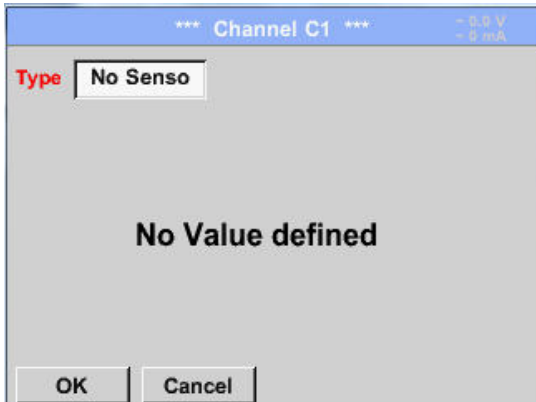 *** Channel C1 ***
~ 0.0 V
~ 0 mA
Type No Senso
No Value defined
OK Cancel